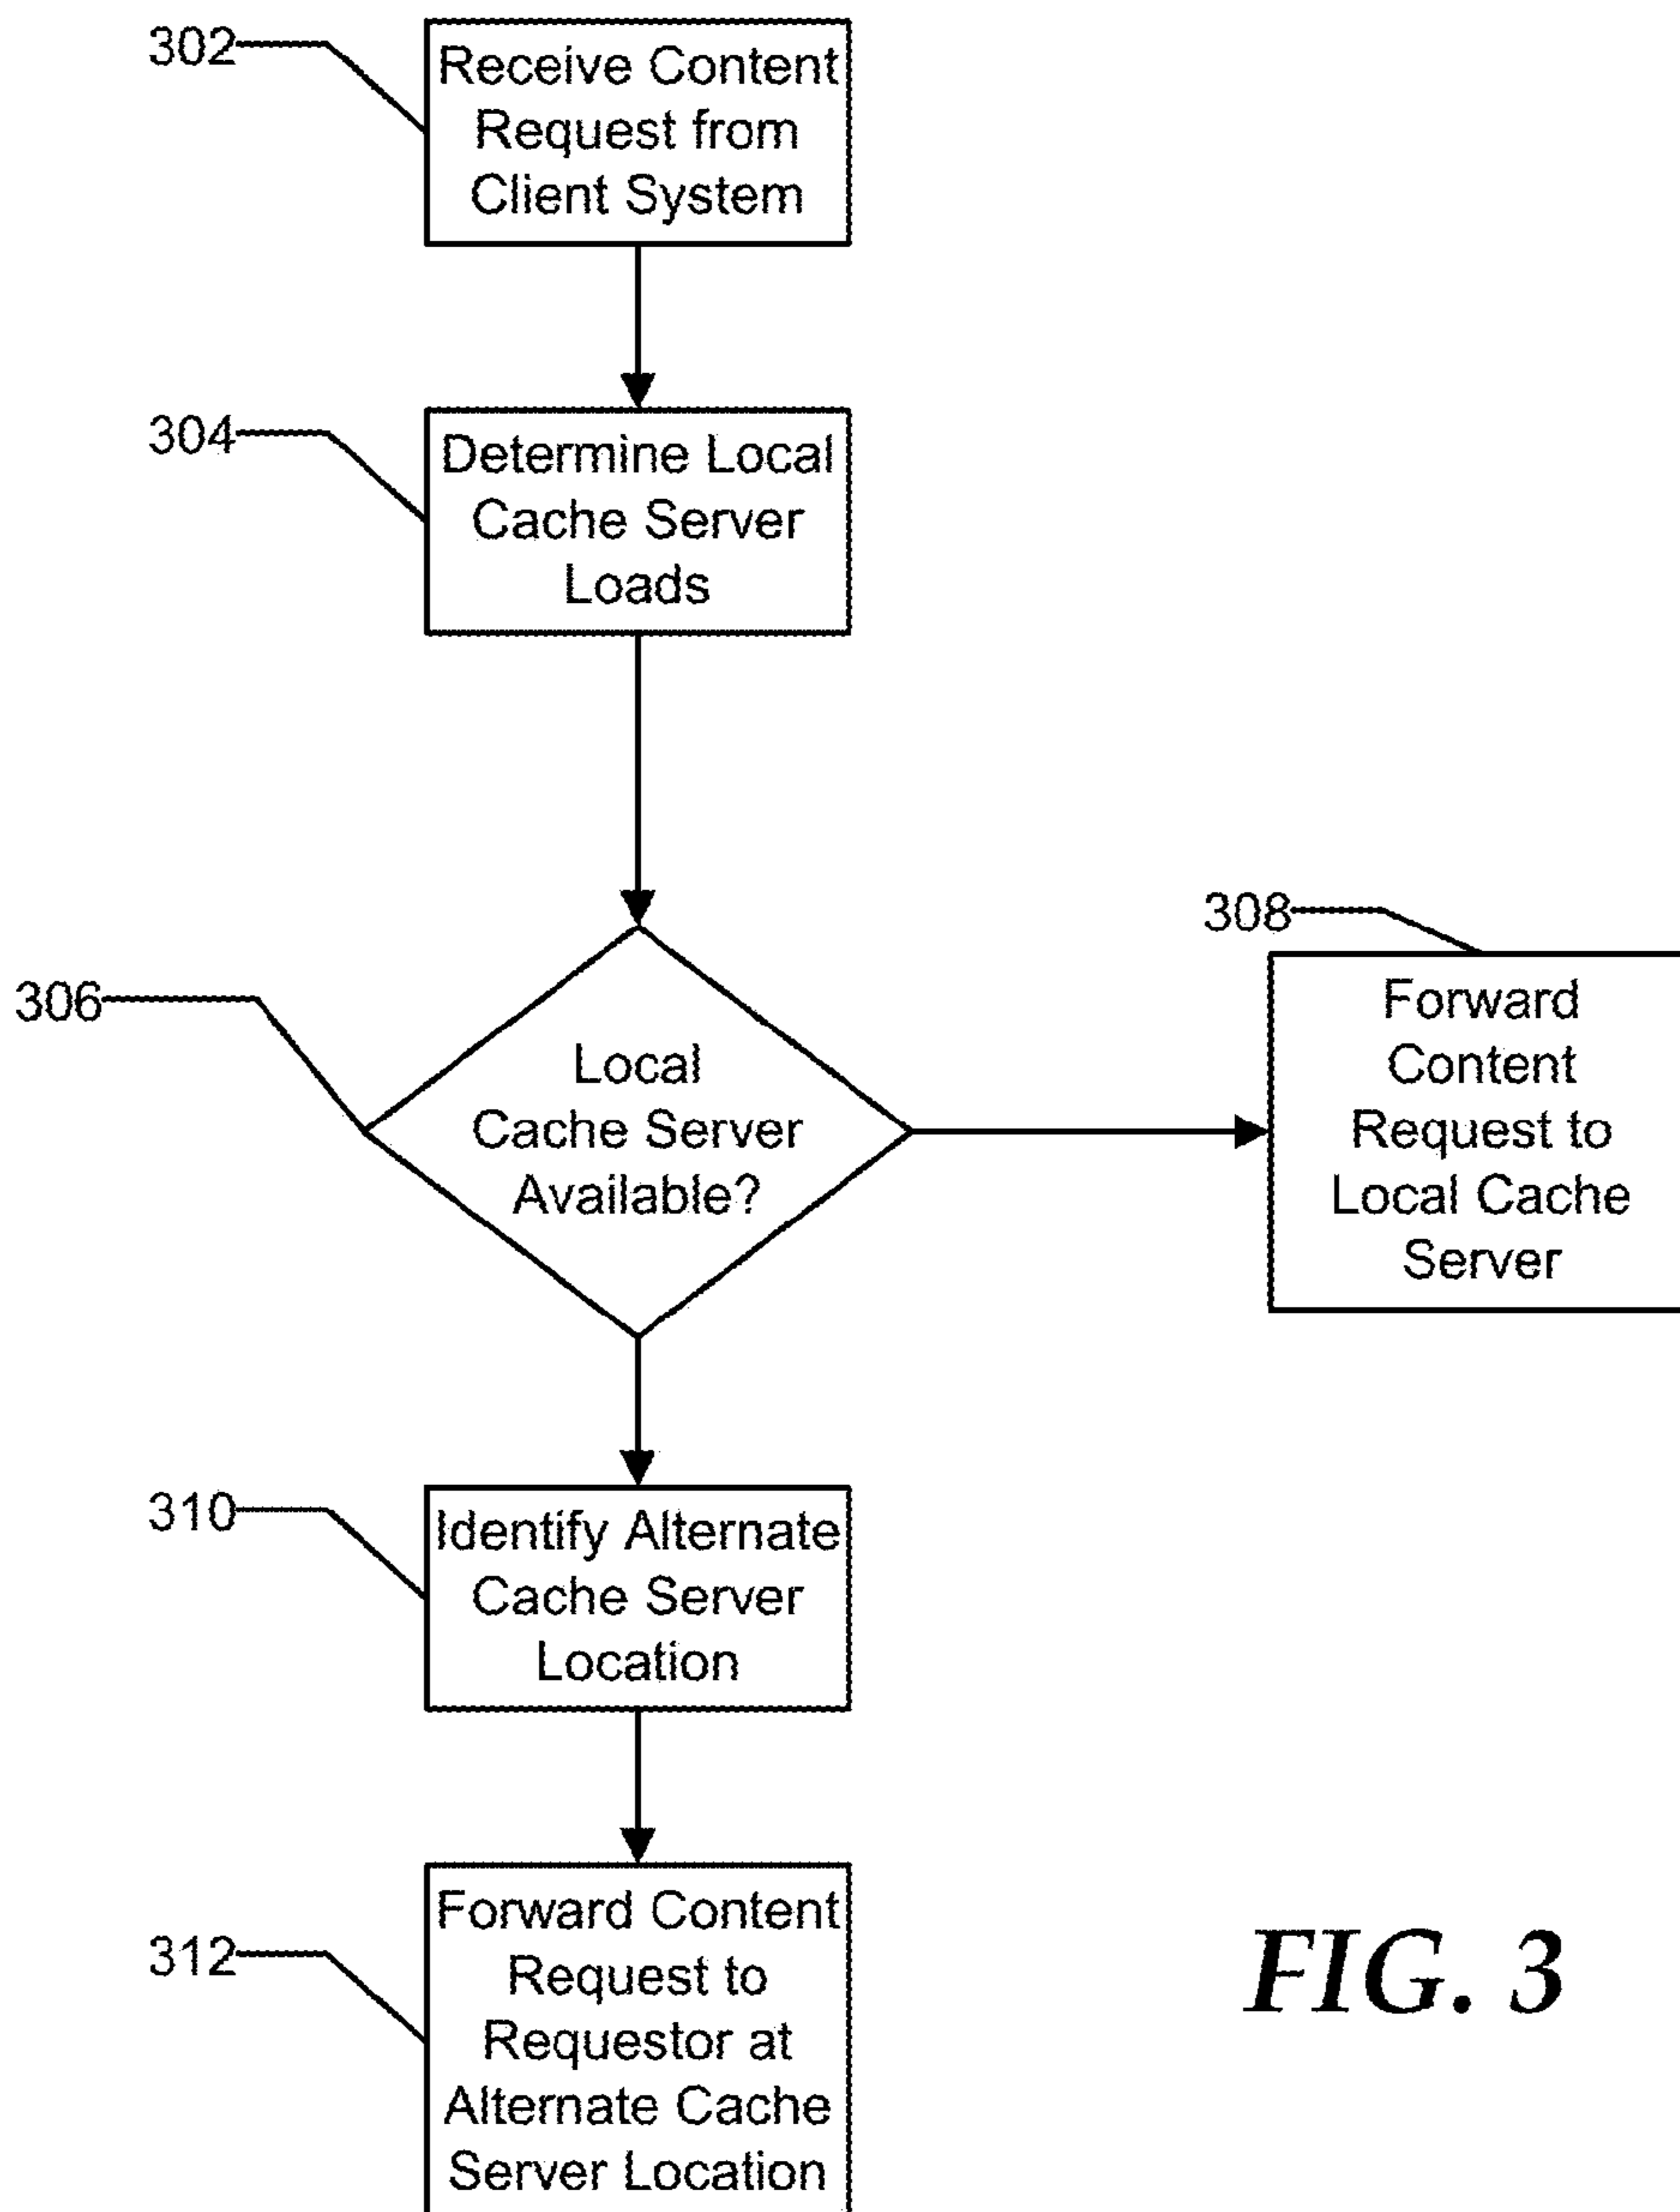 302
Receive Content
Request from
Client System
304
Determine Local
Cache Server
Loads
306
Local
Cache Server
Available?
308
Forward
Content
Request to
Local Cache
Server
310
Identify Alternate
Cache Server
Location
312
Forward Content
Request to
Requestor at
Alternate Cache
Server Location
FIG. 3